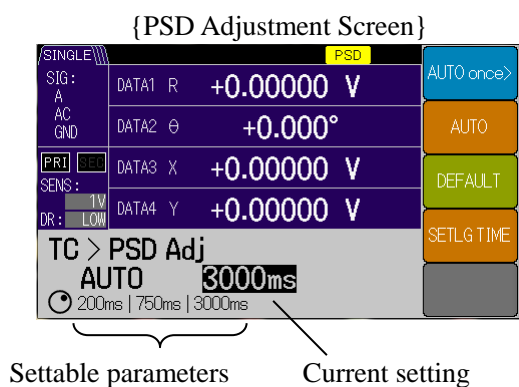 {PSD Adjustment Screen}
SINGLE
PSD
SIG:
A
AC
GND
DATA1 R +0.00000 V
DATA2 θ +0.000°
PRI SEC
SENS:
1V
DR: LOW
DATA3 X +0.00000 V
DATA4 Y +0.00000 V
AUTO once>
AUTO
DEFAULT
SETLG TIME
TC > PSD Adj
AUTO 3000ms
200ms | 750ms | 3000ms
Settable parameters Current setting